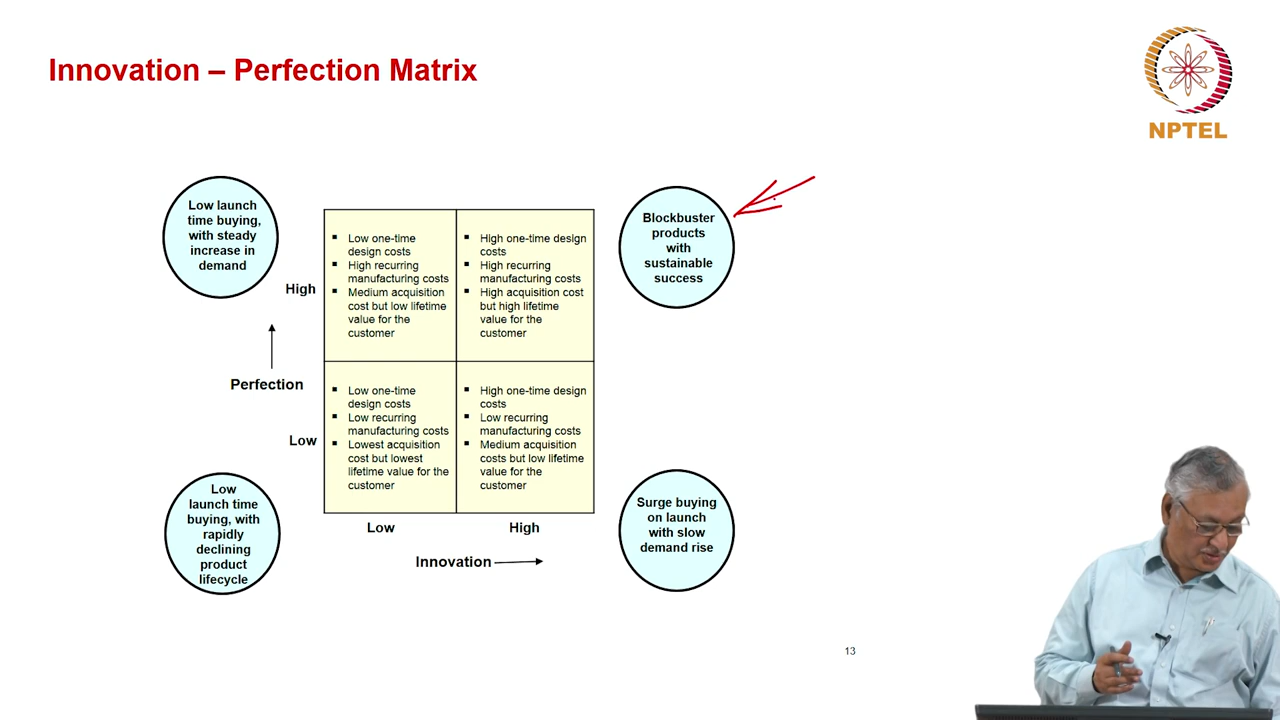 Innovation – Perfection Matrix
NPTEL
Low launch
time buying,
with steady
increase in
demand
▪ Low one-time
design costs
▪ High recurring
manufacturing costs
▪ Medium acquisition
cost but low lifetime
value for the
customer
▪ High one-time design
costs
▪ High recurring
manufacturing costs
▪ High acquisition cost
but high lifetime
value for the
customer
Blockbuster
products
with
sustainable
success
High
Perfection
Low
▪ Low one-time
design costs
▪ Low recurring
manufacturing costs
▪ Lowest acquisition
cost but lowest
lifetime value for the
customer
▪ High one-time design
costs
▪ Low recurring
manufacturing costs
▪ Medium acquisition
costs but low lifetime
value for the
customer
Low
launch time
buying, with
rapidly
declining
product
lifecycle
Surge buying
on launch
with slow
demand rise
Low
High
Innovation
13